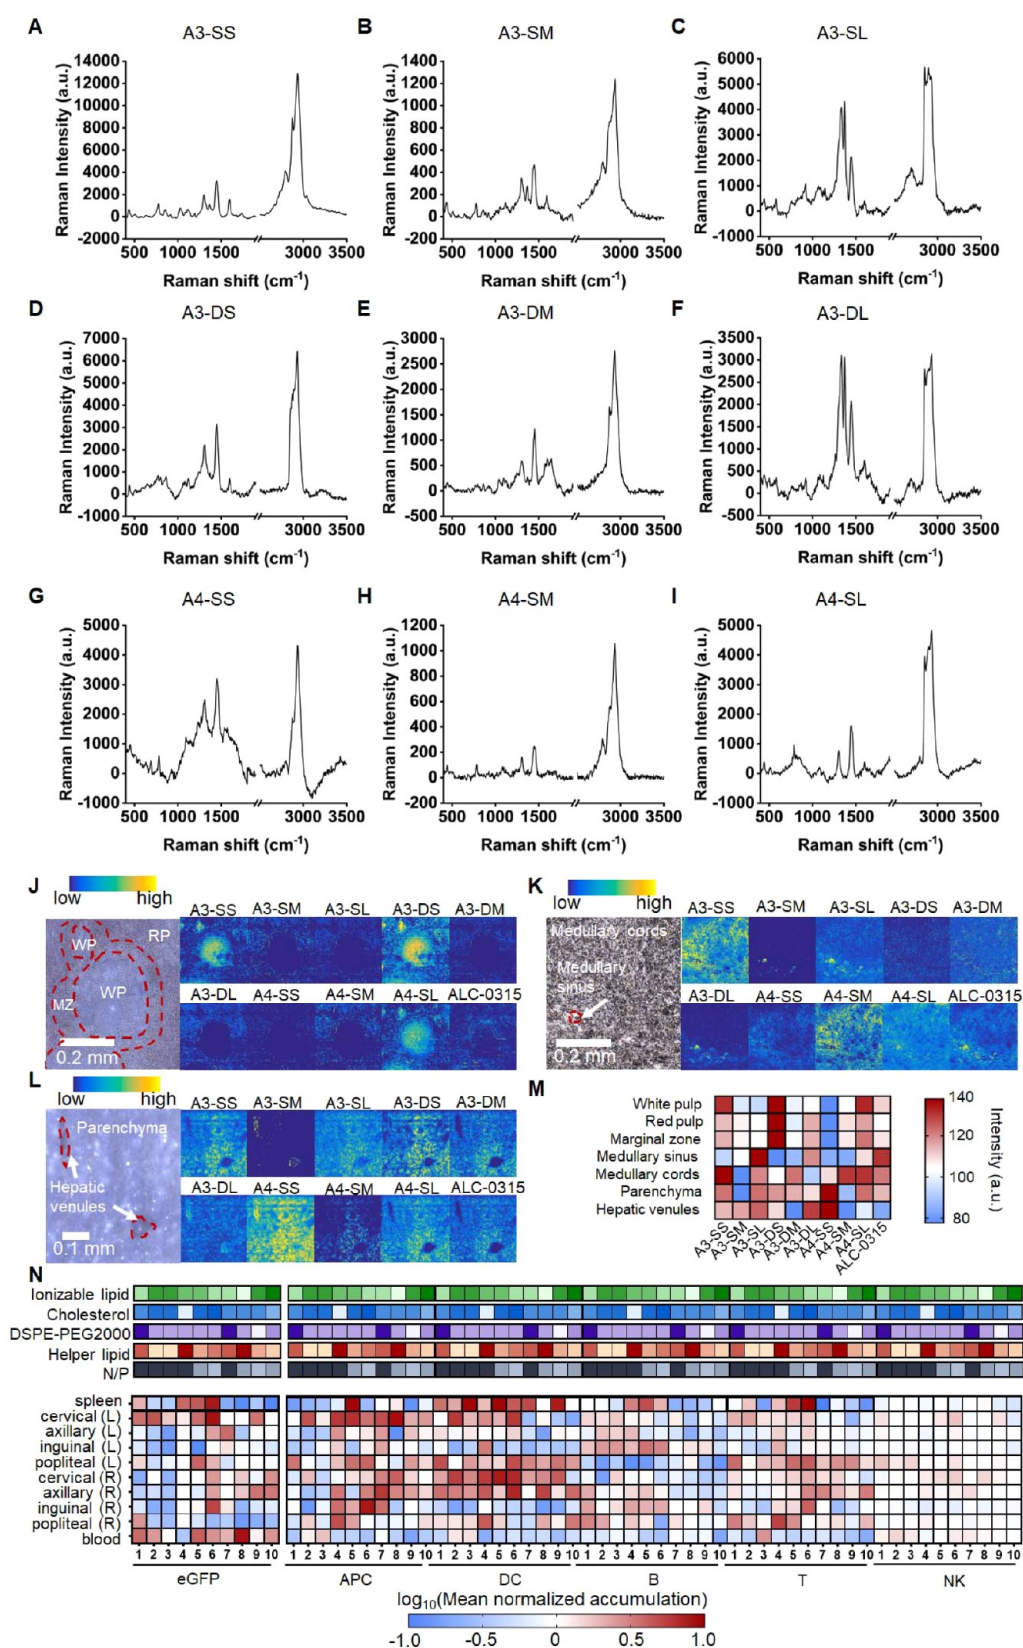 A
A3-SS
B
A3-SM
C
A3-SL
Raman Intensity (a.u.)
14000
12000
10000
8000
6000
4000
2000
0
-2000
500 1000 1500 3000 3500
Raman shift (cm-1)
Raman Intensity (a.u.)
1400
1200
1000
800
600
400
200
0
-200
500 1500 3000 3500
Raman shift (cm-1)
Raman Intensity (a.u.)
6000
5000
4000
3000
2000
1000
0
-1000
500 1000 1500 3000 3500
Raman shift (cm-1)
D
A3-DS
E
A3-DM
F
A3-DL
Raman Intensity (a.u.)
7000
6000
5000
4000
3000
2000
1000
0
-1000
500 1000 1500 3000 3500
Raman shift (cm-1)
Raman Intensity (a.u.)
3000
2500
2000
1500
1000
500
0
-500
500 1500 3000 3500
Raman shift (cm-1)
Raman Intensity (a.u.)
3500
3000
2500
2000
1500
1000
500
0
-500
500 1000 1500 3000 3500
Raman shift (cm-1)
G
A4-SS
H
A4-SM
I
A4-SL
Raman Intensity (a.u.)
5000
4000
3000
2000
1000
0
-1000
500 1000 1500 3000 3500
Raman shift (cm-1)
Raman Intensity (a.u.)
1200
1000
800
600
400
200
0
-200
500 1500 3000 3500
Raman shift (cm-1)
Raman Intensity (a.u.)
5000
4000
3000
2000
1000
0
-1000
500 1000 1500 3000 3500
Raman shift (cm-1)
J
low high
A3-SS A3-SM A3-SL A3-DS A3-DM
WP
RP
MZ
WP
A3-DL A4-SS A4-SM A4-SL ALC-0315
0.2 mm
K
low high
A3-SS A3-SM A3-SL A3-DS A3-DM
Medullary cords
Medullary
sinus
A3-DL A4-SS A4-SM A4-SL ALC-0315
0.2 mm
L
low high
A3-SS A3-SM A3-SL A3-DS A3-DM
Parenchyma
Hepatic
venules
A3-DL A4-SS A4-SM A4-SL ALC-0315
0.1 mm
M
White pulp
Red pulp
Marginal zone
Medullary sinus
Medullary cords
Parenchyma
Hepatic venules
A3-SS
A3-SM
A3-SL
A3-DS
A3-DM
A3-DL
A4-SS
A4-SM
A4-SL
ALC-0315
140
120
100
80
Intensity (a.u.)
N
Ionizable lipid
Cholesterol
DSPE-PEG2000
Helper lipid
N/P
spleen
cervical (L)
axillary (L)
inguinal (L)
popliteal (L)
cervical (R)
axillary (R)
inguinal (R)
popliteal (R)
blood
1 2 3 4 5 6 7 8 9 10 1 2 3 4 5 6 7 8 9 10 1 2 3 4 5 6 7 8 9 10 1 2 3 4 5 6 7 8 9 10 1 2 3 4 5 6 7 8 9 10 1 2 3 4 5 6 7 8 9 10
eGFP APC DC B T NK
log10(Mean normalized accumulation)
-1.0 -0.5 0 0.5 1.0